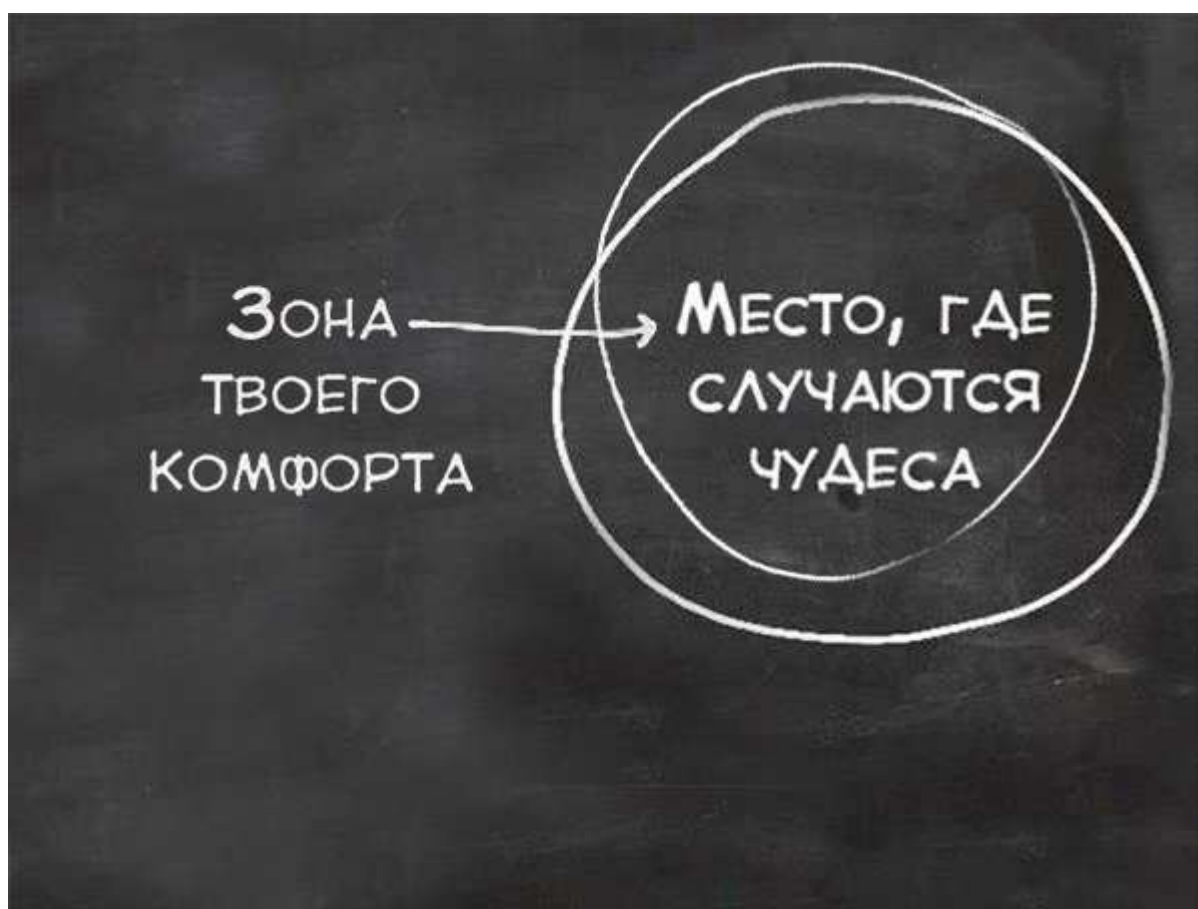 Зона
твоего
комфорта
Место, где
случаются
чудеса